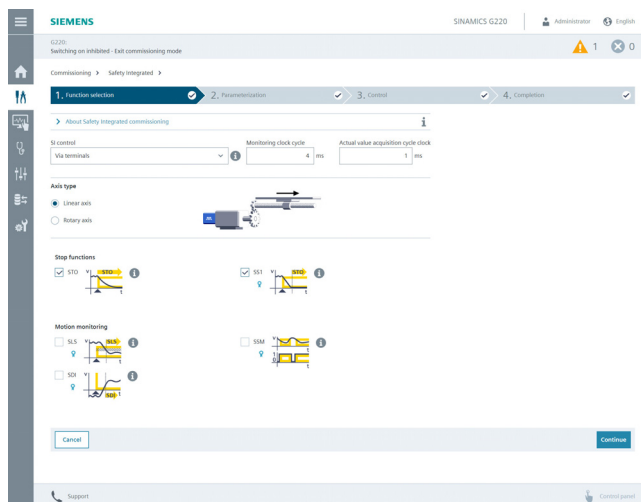 SIEMENS
SINAMICS G220
Administrator
English
G220:
Switching on inhibited - Exit commissioning mode
1
0
Commissioning > Safety Integrated >
1. Function selection
2. Parameterization
3. Control
4. Completion
> About Safety Integrated commissioning
SI control
Monitoring clock cycle
Actual value acquisition cycle clock
Via terminals
4 ms
1 ms
Axis type
Linear axis
Rotary axis
Stop functions
STO
v STO
t
SS1
v STO
t
Motion monitoring
SLS
v SLS
t
SSM
v
t
1
0
t
SDI
v
SDI t
Cancel
Continue
Support
Control panel